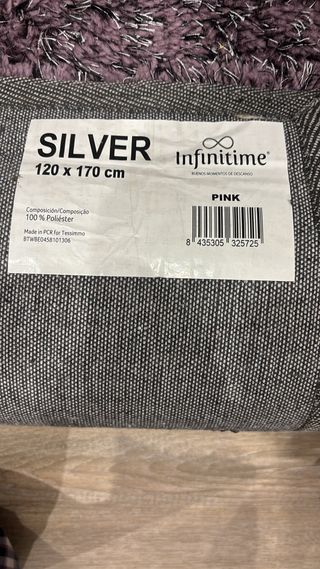 SILVER
120 x 170 cm
Infinitime®
BUENOS MOMENTOS DE DESCANSO
PINK
Composición/Composição
100 % Poliéster
Made in PCR for Tessimmo
BTWBE0458101306
8 435305 325725